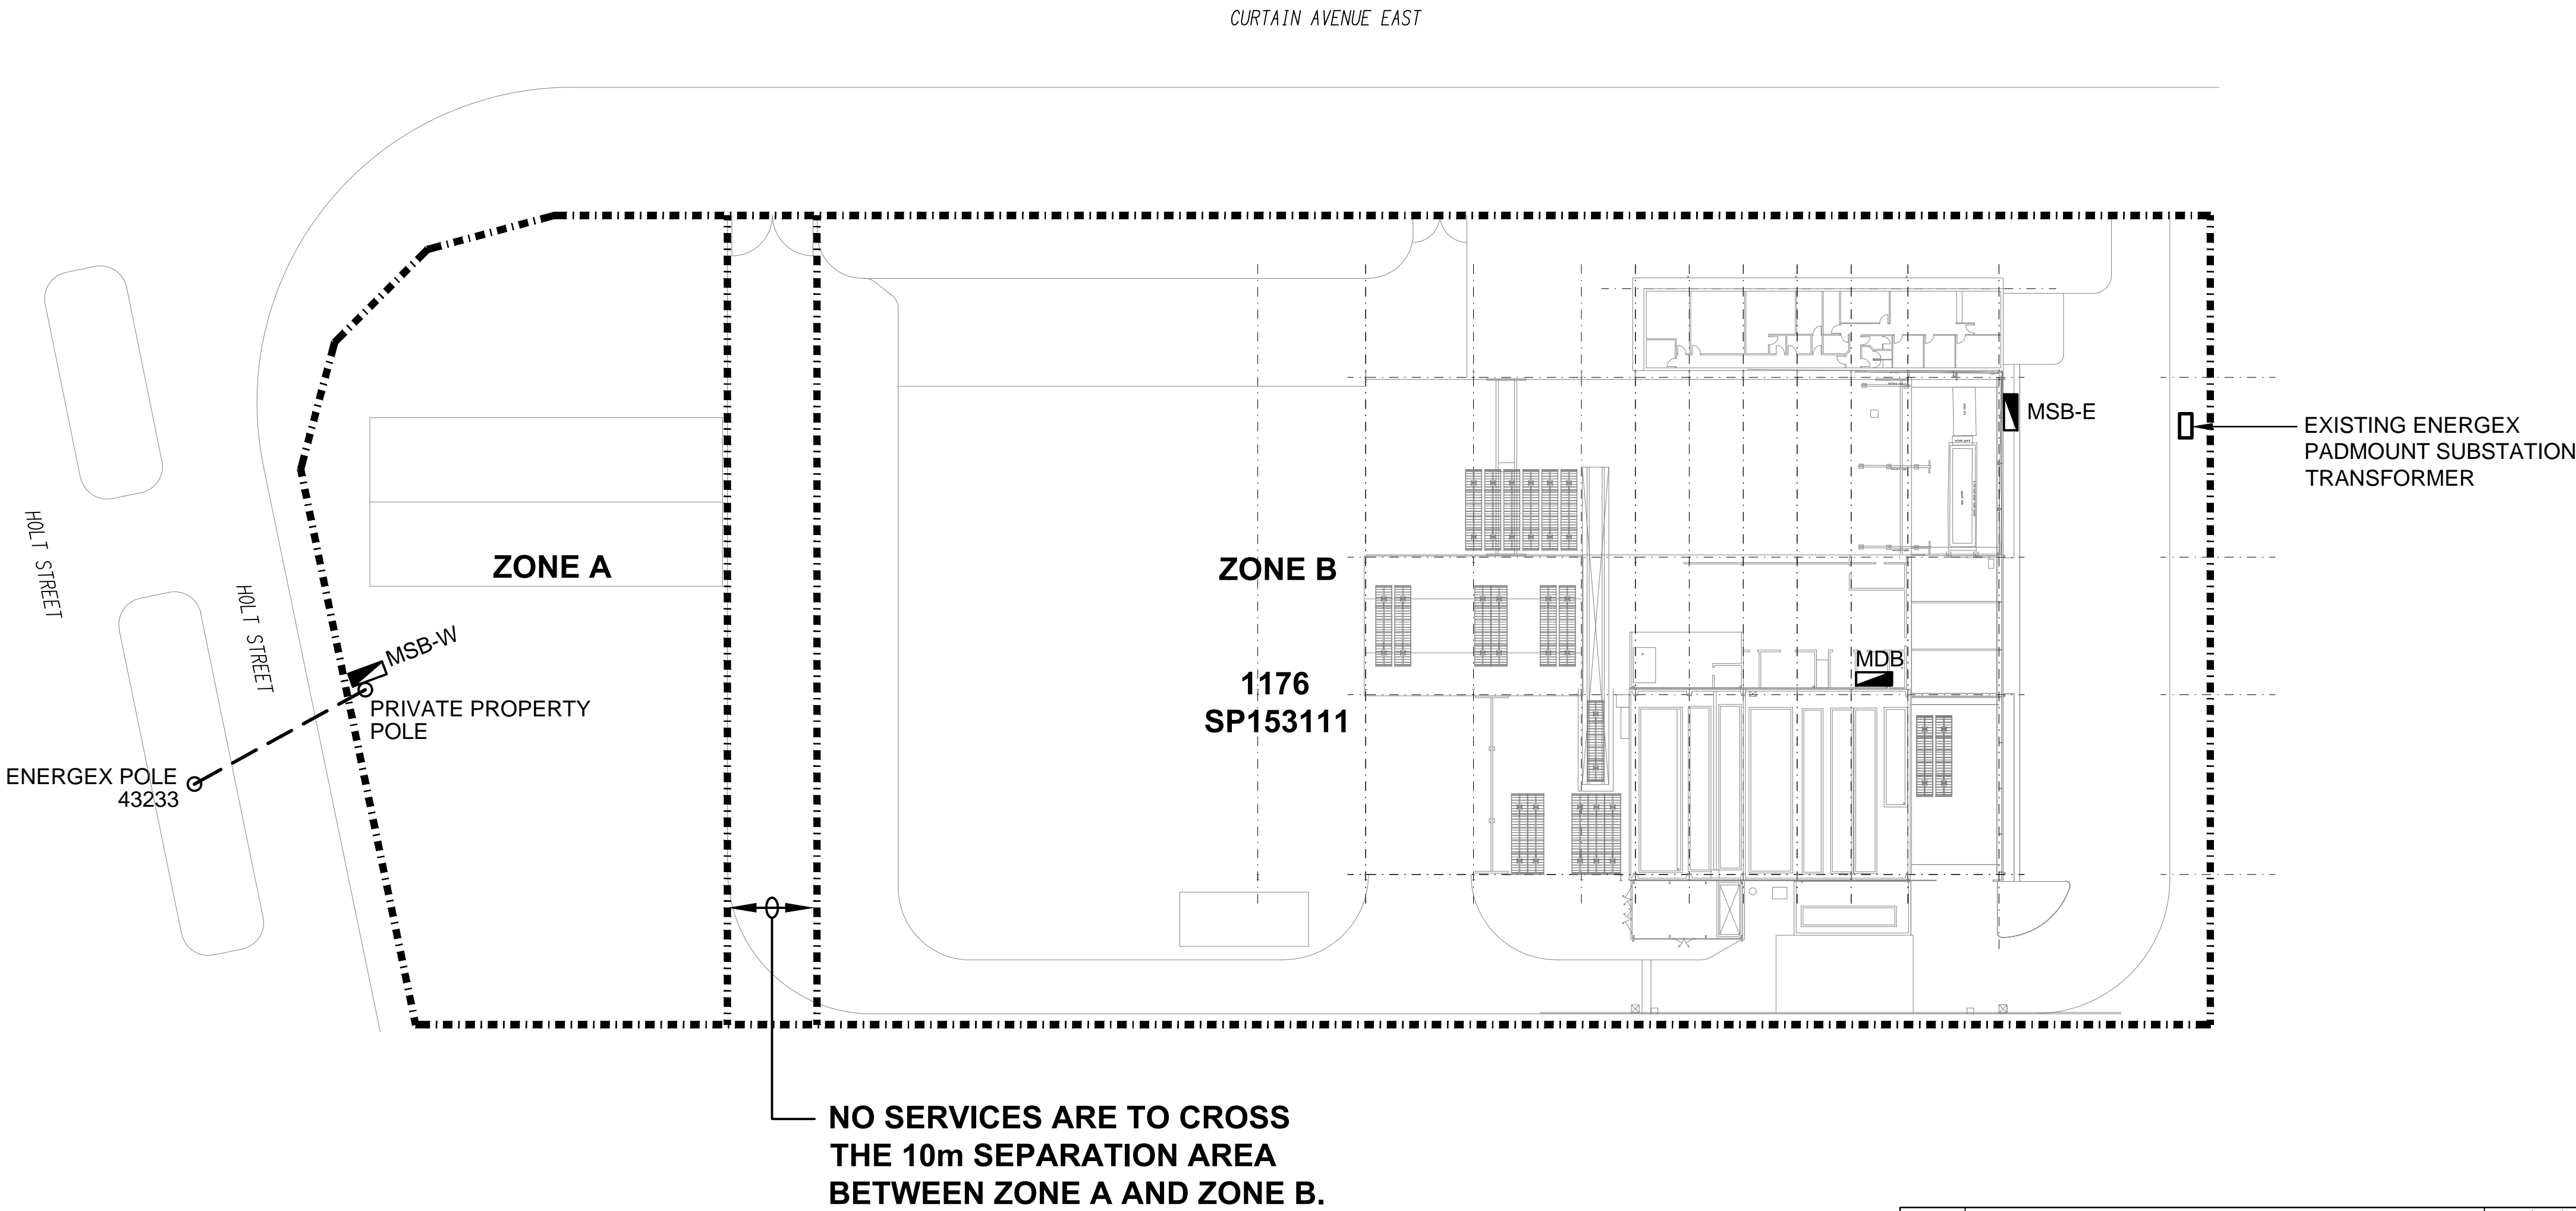 CURTAIN AVENUE EAST
MSB-E
EXISTING ENERGEX
PADMOUNT SUBSTATION
TRANSFORMER
HOLT STREET
HOLT STREET
ZONE A
ZONE B
MSB-W
PRIVATE PROPERTY
POLE
ENERGEX POLE
43233
1176
SP153111
MDB
NO SERVICES ARE TO CROSS
THE 10m SEPARATION AREA
BETWEEN ZONE A AND ZONE B.